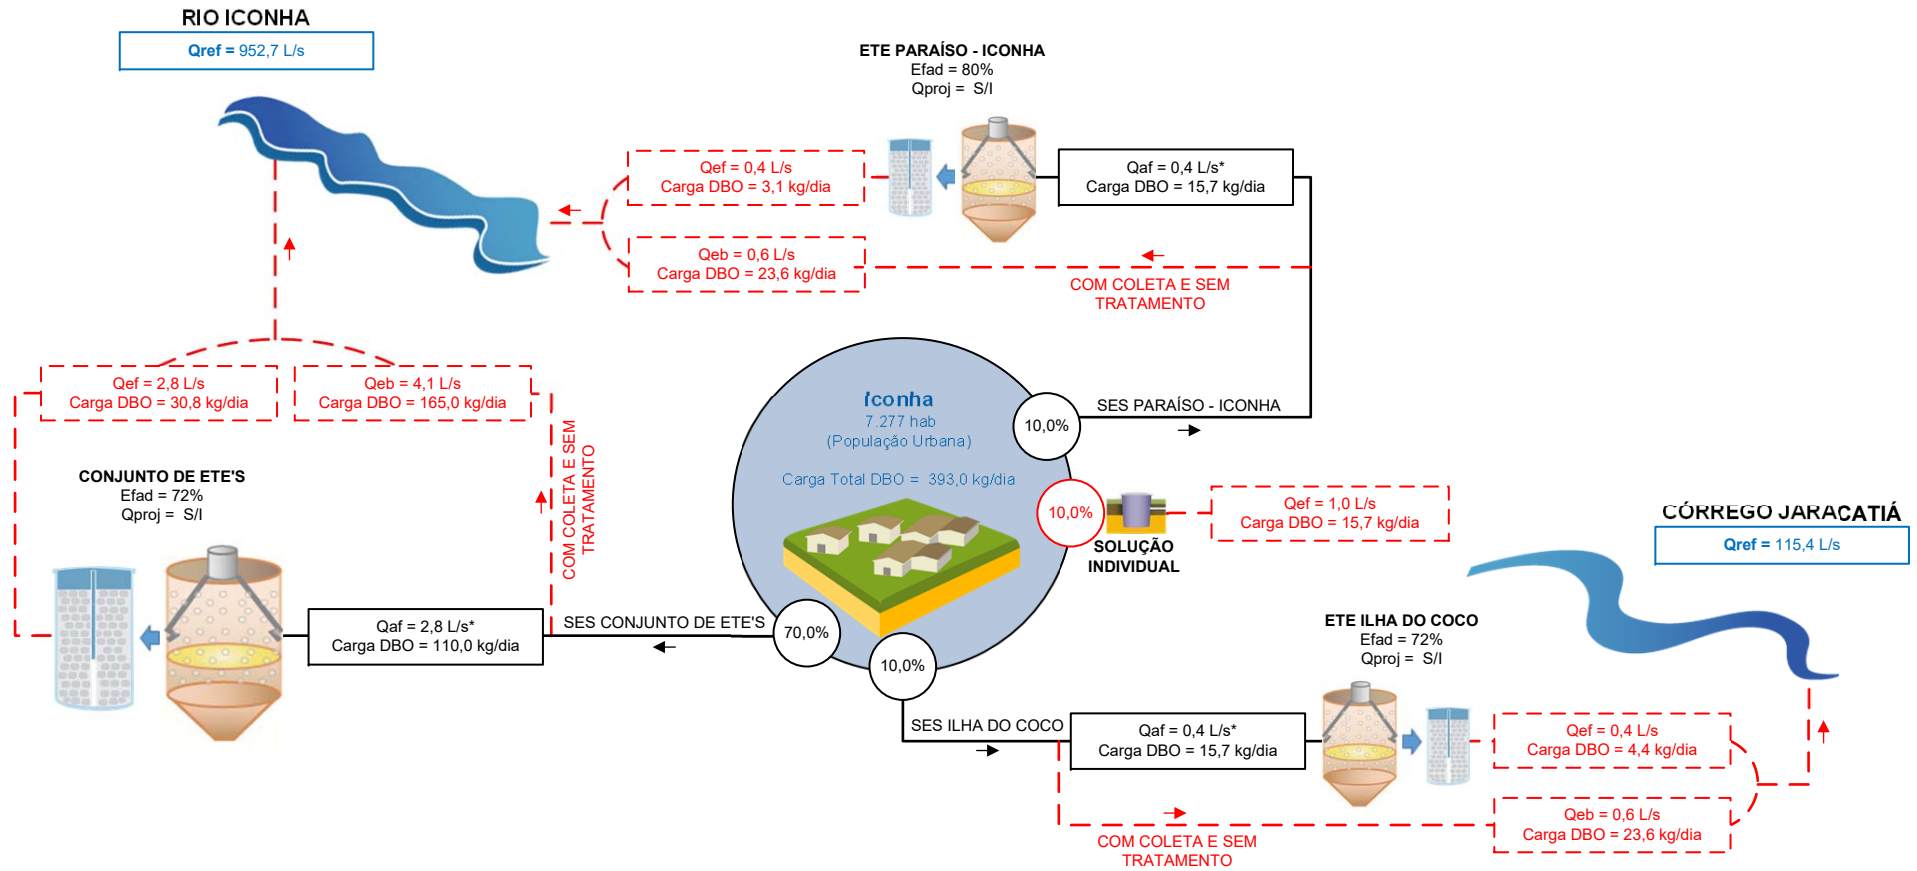 RIO ICONHA
Qref = 952,7 L/s
ETE PARAÍSO - ICONHA
Efad = 80%
Qproj = S/I
Qef = 0,4 L/s
Carga DBO = 3,1 kg/dia
Qaf = 0,4 L/s*
Carga DBO = 15,7 kg/dia
Qeb = 0,6 L/s
Carga DBO = 23,6 kg/dia
COM COLETA E SEM
TRATAMENTO
Qef = 2,8 L/s
Carga DBO = 30,8 kg/dia
Qeb = 4,1 L/s
Carga DBO = 165,0 kg/dia
COM COLETA E SEM
TRATAMENTO
CONJUNTO DE ETE'S
Efad = 72%
Qproj = S/I
Qaf = 2,8 L/s*
Carga DBO = 110,0 kg/dia
SES CONJUNTO DE ETE'S
70,0%
Iconha
7.277 hab
(População Urbana)
Carga Total DBO = 393,0 kg/dia
10,0%
SES PARAÍSO - ICONHA
10,0%
SOLUÇÃO
INDIVIDUAL
Qef = 1,0 L/s
Carga DBO = 15,7 kg/dia
CÓRREGO JARACATIÁ
Qref = 115,4 L/s
10,0%
SES ILHA DO COCO
Qaf = 0,4 L/s*
Carga DBO = 15,7 kg/dia
ETE ILHA DO COCO
Efad = 72%
Qproj = S/I
Qef = 0,4 L/s
Carga DBO = 4,4 kg/dia
Qeb = 0,6 L/s
Carga DBO = 23,6 kg/dia
COM COLETA E SEM
TRATAMENTO